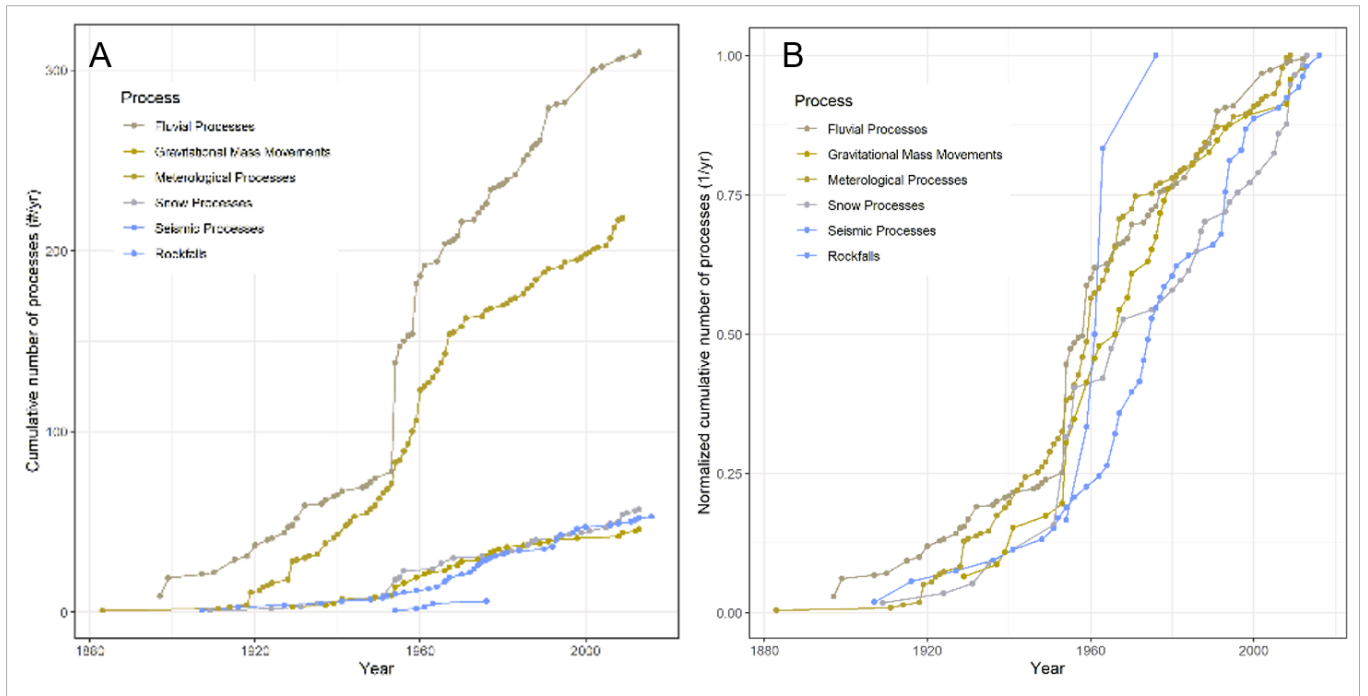 A
Process
Fluvial Processes
Gravitational Mass Movements
Meterological Processes
Snow Processes
Seismic Processes
Rockfalls
Cumulative number of processes (#/yr)
300
200
100
0
1880
1920
1960
2000
Year
B
Process
Fluvial Processes
Gravitational Mass Movements
Meterological Processes
Snow Processes
Seismic Processes
Rockfalls
Normalized cumulative number of processes (1/yr)
1.00
0.75
0.50
0.25
0.00
1880
1920
1960
2000
Year